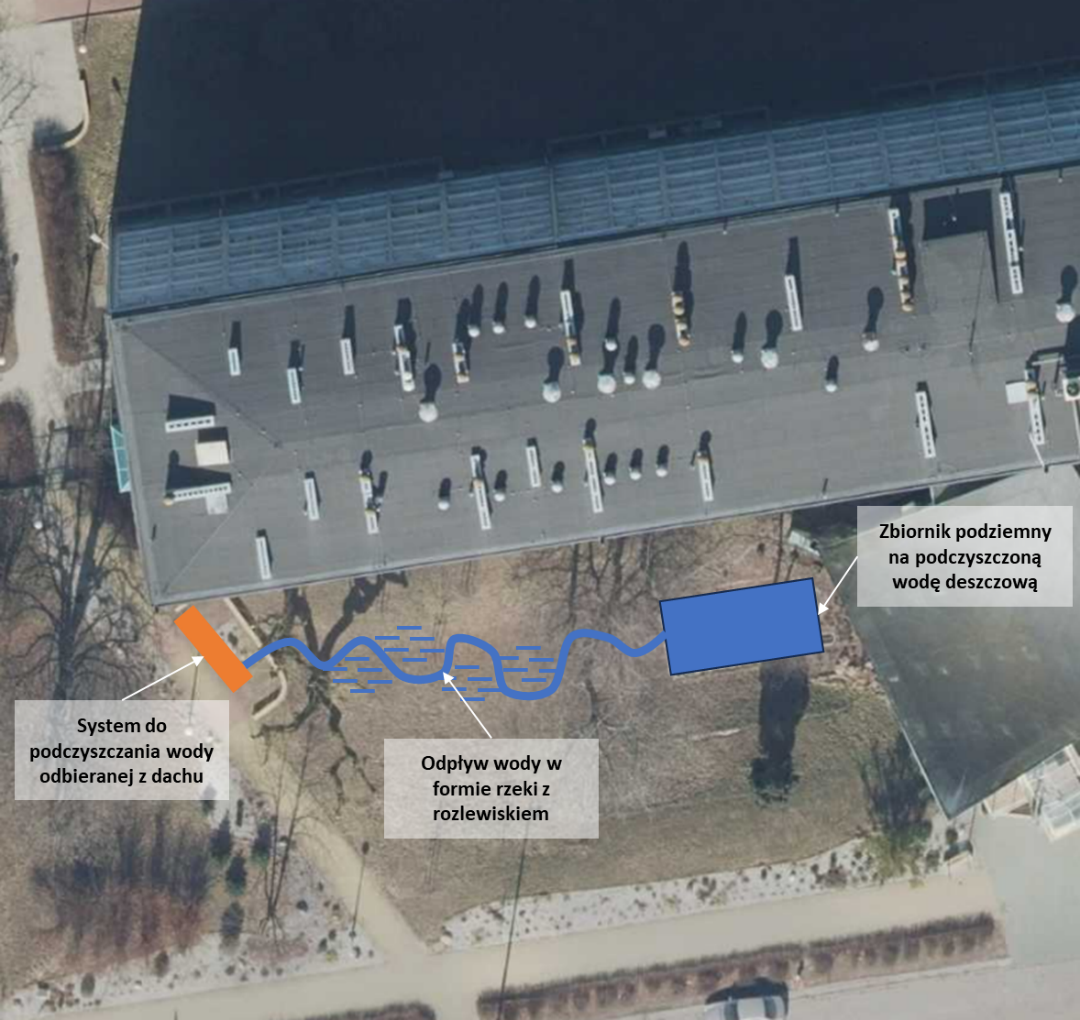 Zbiornik podziemny
na podczyszczoną
wodę deszczową
System do
podczyszczania wody
odbieranej z dachu
Odpływ wody w
formie rzeki z
rozlewiskiem